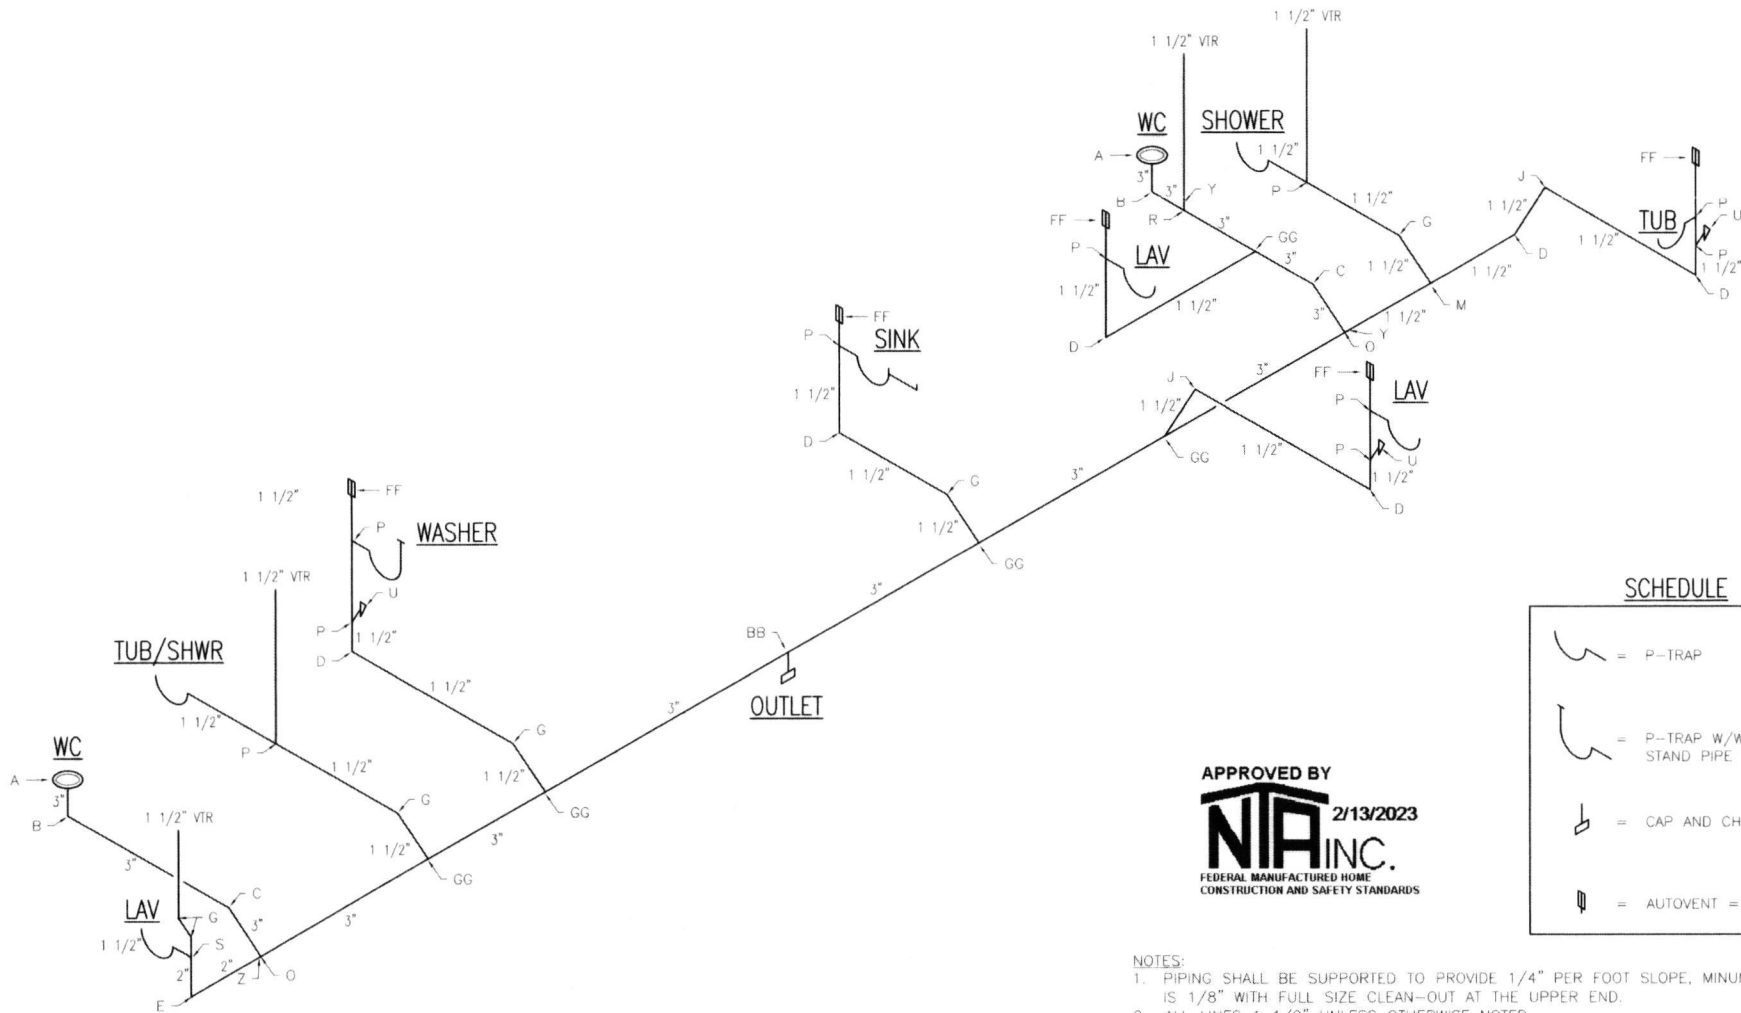 1 1/2" VTR
1 1/2" VTR
WC
SHOWER
A
1 1/2"
3"
B
3"
Y
R
P
1 1/2"
G
J
FF
P
U
TUB
P
1 1/2"
D
1 1/2"
1 1/2"
D
FF
P
LAV
3"
GG
3"
C
1 1/2"
1 1/2"
M
1 1/2"
1 1/2"
D
3"
1 1/2"
Y
O
FF
P
SINK
1 1/2"
D
1 1/2"
G
1 1/2"
GG
3"
J
1 1/2"
GG
1 1/2"
FF
LAV
P
P
U
1 1/2"
D
3"
1 1/2"
FF
P
WASHER
U
P
1 1/2"
D
1 1/2"
G
1 1/2"
GG
1 1/2" VTR
TUB/SHWR
1 1/2"
P
1 1/2"
G
1 1/2"
GG
3"
BB
OUTLET
3"
3"
3"
WC
A
3"
B
3"
C
3"
1 1/2" VTR
LAV
G
1 1/2"
S
2"
2"
Z
O
E
SCHEDULE
= P-TRAP
= P-TRAP W/W
STAND PIPE
= CAP AND CH
= AUTOVENT =
APPROVED BY
NTA INC.
2/13/2023
FEDERAL MANUFACTURED HOME
CONSTRUCTION AND SAFETY STANDARDS
NOTES:
1. PIPING SHALL BE SUPPORTED TO PROVIDE 1/4" PER FOOT SLOPE, MINU
IS 1/8" WITH FULL SIZE CLEAN-OUT AT THE UPPER END.